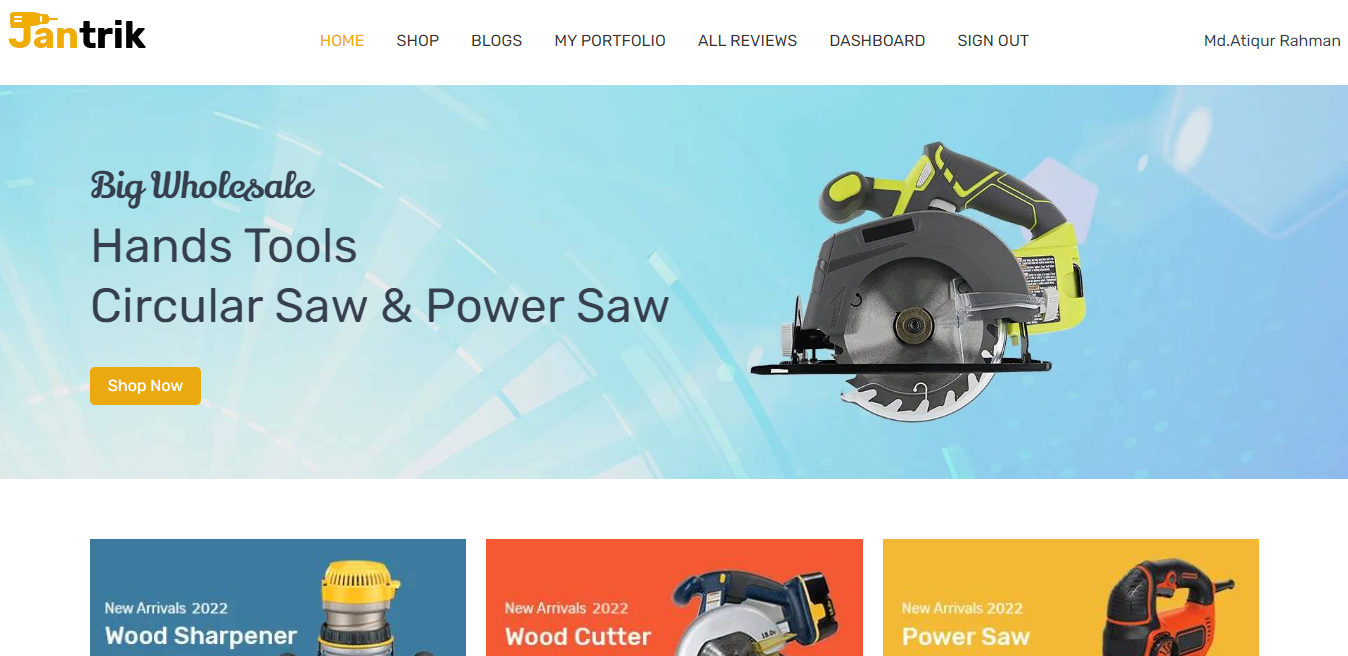 Jantrik
HOME SHOP BLOGS MY PORTFOLIO ALL REVIEWS DASHBOARD SIGN OUT Md.Atiqur Rahman
Big Wholesale
Hands Tools
Circular Saw & Power Saw
Shop Now
New Arrivals 2022
Wood Sharpener
New Arrivals 2022
Wood Cutter
18.0v
New Arrivals 2022
Power Saw